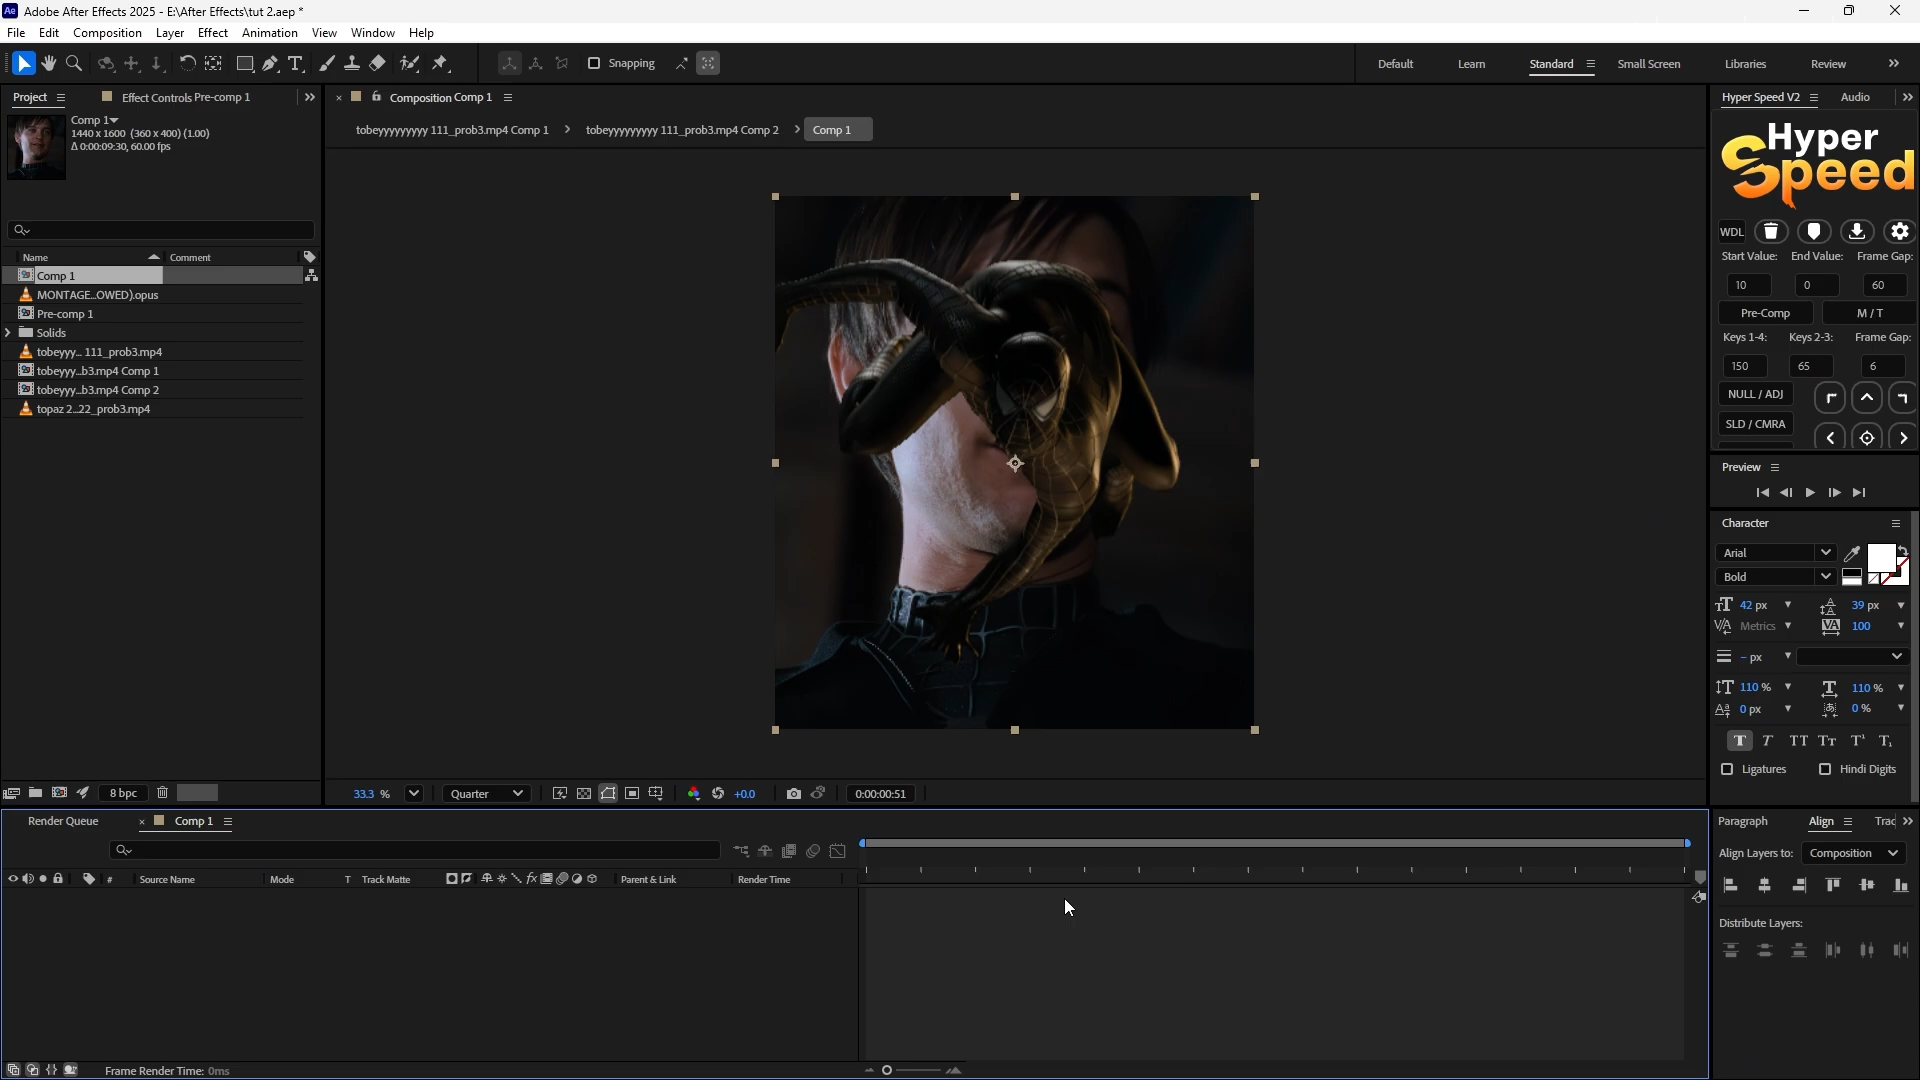 Adobe After Effects 2025 - E:\After Effects\tut 2.aep *
File Edit Composition Layer Effect Animation View Window Help
Snapping
Default Learn Standard Small Screen Libraries Review
Project Effect Controls Pre-comp 1
Comp 1
1440 x 1600 (360 x 400) (1.00)
Δ 0:00:09:30, 60.00 fps
Name Comment
Comp 1
MONTAGE...OWED).opus
Pre-comp 1
Solids
tobeyyy... 111_prob3.mp4
tobeyyy...b3.mp4 Comp 1
tobeyyy...b3.mp4 Comp 2
topaz 2...22_prob3.mp4
8 bpc
Composition Comp 1
tobeyyyyyyyyy 111_prob3.mp4 Comp 1 tobeyyyyyyyyy 111_prob3.mp4 Comp 2 Comp 1
33.3 % Quarter +0.0 0:00:00:51
Hyper Speed V2 Audio
Hyper
Speed
WDL
Start Value: End Value: Frame Gap:
10 0 60
Pre-Comp M / T
Keys 1-4: Keys 2-3: Frame Gap:
150 65 6
NULL / ADJ
SLD / CMRA
Preview
Character
Arial
Bold
42 px 39 px
Metrics 100
- px
110 % 110 %
0 px 0 %
Ligatures Hindi Digits
Render Queue Comp 1
# Source Name Mode T Track Matte Parent & Link Render Time
Frame Render Time: 0ms
Paragraph Align Trac
Align Layers to: Composition
Distribute Layers: